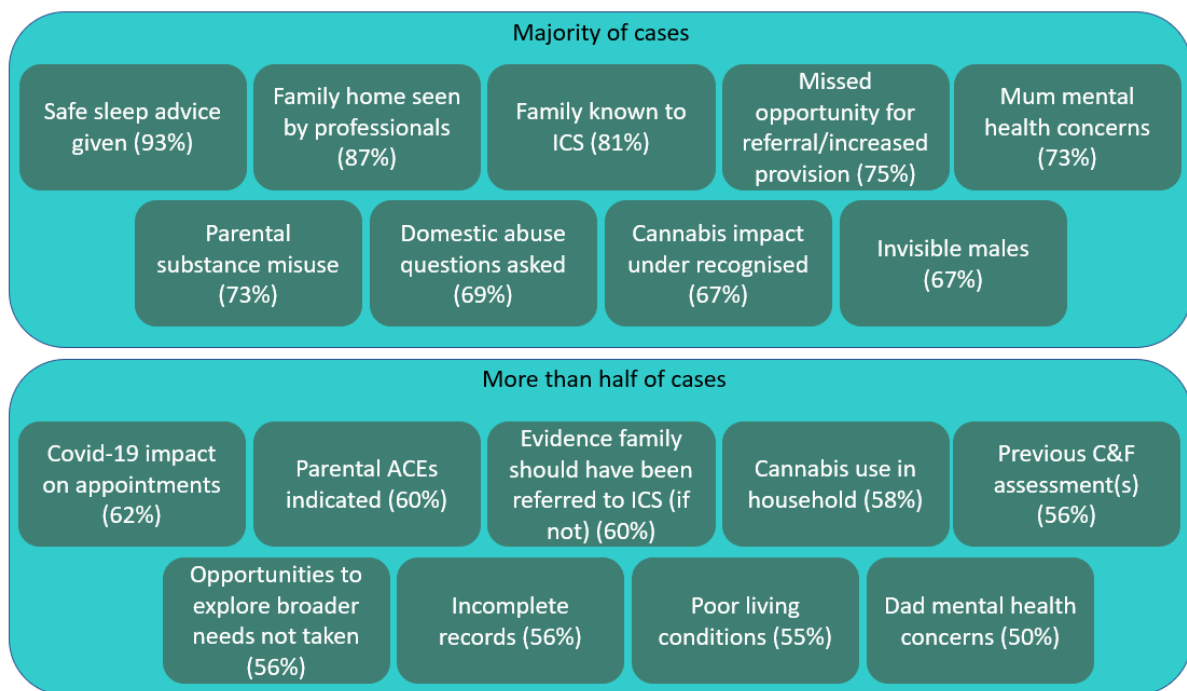 Majority of cases
Safe sleep advice
given (93%)
Family home seen
by professionals
(87%)
Family known to
ICS (81%)
Missed
opportunity for
referral/increased
provision (75%)
Mum mental
health concerns
(73%)
Parental
substance misuse
(73%)
Domestic abuse
questions asked
(69%)
Cannabis impact
under recognised
(67%)
Invisible males
(67%)
More than half of cases
Covid-19 impact
on appointments
(62%)
Parental ACEs
indicated (60%)
Evidence family
should have been
referred to ICS (if
not) (60%)
Cannabis use in
household (58%)
Previous C&F
assessment(s)
(56%)
Opportunities to
explore broader
needs not taken
(56%)
Incomplete
records (56%)
Poor living
conditions (55%)
Dad mental health
concerns (50%)